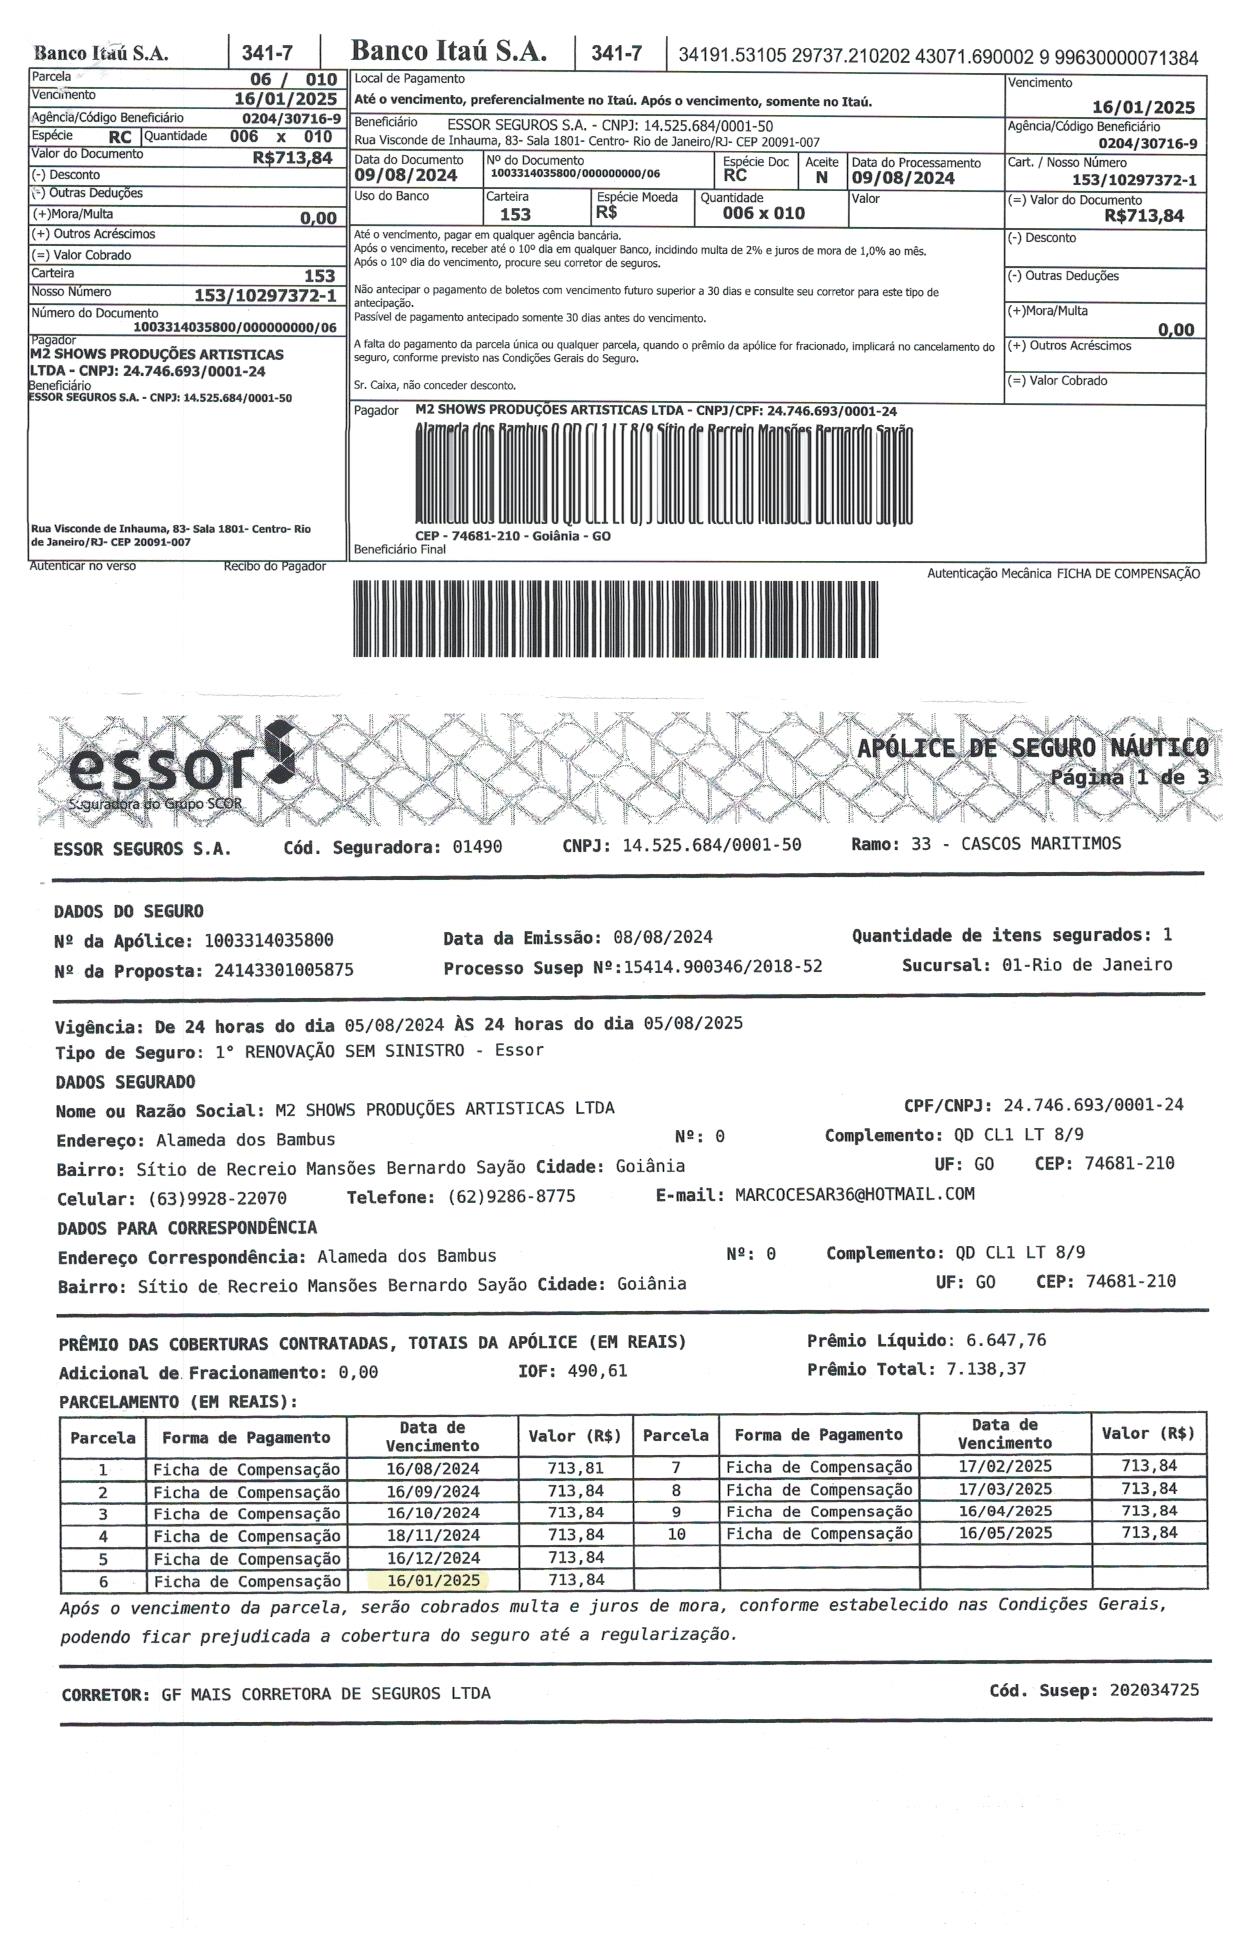 Banco Itaú S.A. 341-7
Parcela 06 / 010
Vencimento 16/01/2025
Agência/Código Beneficiário 0204/30716-9
Espécie RC Quantidade 006 x 010
Valor do Documento R$713,84
(-) Desconto
(-) Outras Deduções
(+)Mora/Multa 0,00
(+) Outros Acréscimos
(=) Valor Cobrado
Carteira 153
Nosso Número 153/10297372-1
Número do Documento
1003314035800/000000000/06
Pagador
M2 SHOWS PRODUÇÕES ARTISTICAS
LTDA - CNPJ: 24.746.693/0001-24
Beneficiário
ESSOR SEGUROS S.A. - CNPJ: 14.525.684/0001-50
Rua Visconde de Inhauma, 83- Sala 1801- Centro- Rio
de Janeiro/RJ- CEP 20091-007
Autenticar no verso Recibo do Pagador
Banco Itaú S.A. 341-7 34191.53105 29737.210202 43071.690002 9 99630000071384
Local de Pagamento
Até o vencimento, preferencialmente no Itaú. Após o vencimento, somente no Itaú.
Vencimento
16/01/2025
Beneficiário ESSOR SEGUROS S.A. - CNPJ: 14.525.684/0001-50
Rua Visconde de Inhauma, 83- Sala 1801- Centro- Rio de Janeiro/RJ- CEP 20091-007
Agência/Código Beneficiário
0204/30716-9
Data do Documento Nº do Documento Espécie Doc Aceite Data do Processamento Cart. / Nosso Número
09/08/2024 1003314035800/000000000/06 RC N 09/08/2024 153/10297372-1
Uso do Banco Carteira Espécie Moeda Quantidade Valor (=) Valor do Documento
153 R$ 006 x 010 R$713,84
Até o vencimento, pagar em qualquer agência bancária.
Após o vencimento, receber até o 10º dia em qualquer Banco, incidindo multa de 2% e juros de mora de 1,0% ao mês.
Após o 10º dia do vencimento, procure seu corretor de seguros.
Não antecipar o pagamento de boletos com vencimento futuro superior a 30 dias e consulte seu corretor para este tipo de
antecipação.
Passível de pagamento antecipado somente 30 dias antes do vencimento.
A falta do pagamento da parcela única ou qualquer parcela, quando o prêmio da apólice for fracionado, implicará no cancelamento do
seguro, conforme previsto nas Condições Gerais do Seguro.
Sr. Caixa, não conceder desconto.
(-) Desconto
(-) Outras Deduções
(+)Mora/Multa
0,00
(+) Outros Acréscimos
(=) Valor Cobrado
Pagador M2 SHOWS PRODUÇÕES ARTISTICAS LTDA - CNPJ/CPF: 24.746.693/0001-24
Alameda dos Bambus 0 QD CL1 LT 8/9 Sítio de Recreio Mansões Bernardo Sayão
CEP - 74681-210 - Goiânia - GO
Beneficiário Final
Autenticação Mecânica FICHA DE COMPENSAÇÃO
essor
Seguradora do Grupo SCOR
APÓLICE DE SEGURO NÁUTICO
Página 1 de 3
ESSOR SEGUROS S.A. Cód. Seguradora: 01490 CNPJ: 14.525.684/0001-50 Ramo: 33 - CASCOS MARITIMOS
DADOS DO SEGURO
Nº da Apólice: 1003314035800 Data da Emissão: 08/08/2024 Quantidade de itens segurados: 1
Nº da Proposta: 24143301005875 Processo Susep Nº:15414.900346/2018-52 Sucursal: 01-Rio de Janeiro
Vigência: De 24 horas do dia 05/08/2024 ÀS 24 horas do dia 05/08/2025
Tipo de Seguro: 1° RENOVAÇÃO SEM SINISTRO - Essor
DADOS SEGURADO
Nome ou Razão Social: M2 SHOWS PRODUÇÕES ARTISTICAS LTDA CPF/CNPJ: 24.746.693/0001-24
Endereço: Alameda dos Bambus Nº: 0 Complemento: QD CL1 LT 8/9
Bairro: Sítio de Recreio Mansões Bernardo Sayão Cidade: Goiânia UF: GO CEP: 74681-210
Celular: (63)9928-22070 Telefone: (62)9286-8775 E-mail: MARCOCESAR36@HOTMAIL.COM
DADOS PARA CORRESPONDÊNCIA
Endereço Correspondência: Alameda dos Bambus Nº: 0 Complemento: QD CL1 LT 8/9
Bairro: Sítio de Recreio Mansões Bernardo Sayão Cidade: Goiânia UF: GO CEP: 74681-210
PRÊMIO DAS COBERTURAS CONTRATADAS, TOTAIS DA APÓLICE (EM REAIS) Prêmio Líquido: 6.647,76
Adicional de Fracionamento: 0,00 IOF: 490,61 Prêmio Total: 7.138,37
PARCELAMENTO (EM REAIS):
Parcela Forma de Pagamento Data de Vencimento Valor (R$) Parcela Forma de Pagamento Data de Vencimento Valor (R$)
1 Ficha de Compensação 16/08/2024 713,81 7 Ficha de Compensação 17/02/2025 713,84
2 Ficha de Compensação 16/09/2024 713,84 8 Ficha de Compensação 17/03/2025 713,84
3 Ficha de Compensação 16/10/2024 713,84 9 Ficha de Compensação 16/04/2025 713,84
4 Ficha de Compensação 18/11/2024 713,84 10 Ficha de Compensação 16/05/2025 713,84
5 Ficha de Compensação 16/12/2024 713,84
6 Ficha de Compensação 16/01/2025 713,84
Após o vencimento da parcela, serão cobrados multa e juros de mora, conforme estabelecido nas Condições Gerais,
podendo ficar prejudicada a cobertura do seguro até a regularização.
CORRETOR: GF MAIS CORRETORA DE SEGUROS LTDA Cód. Susep: 202034725